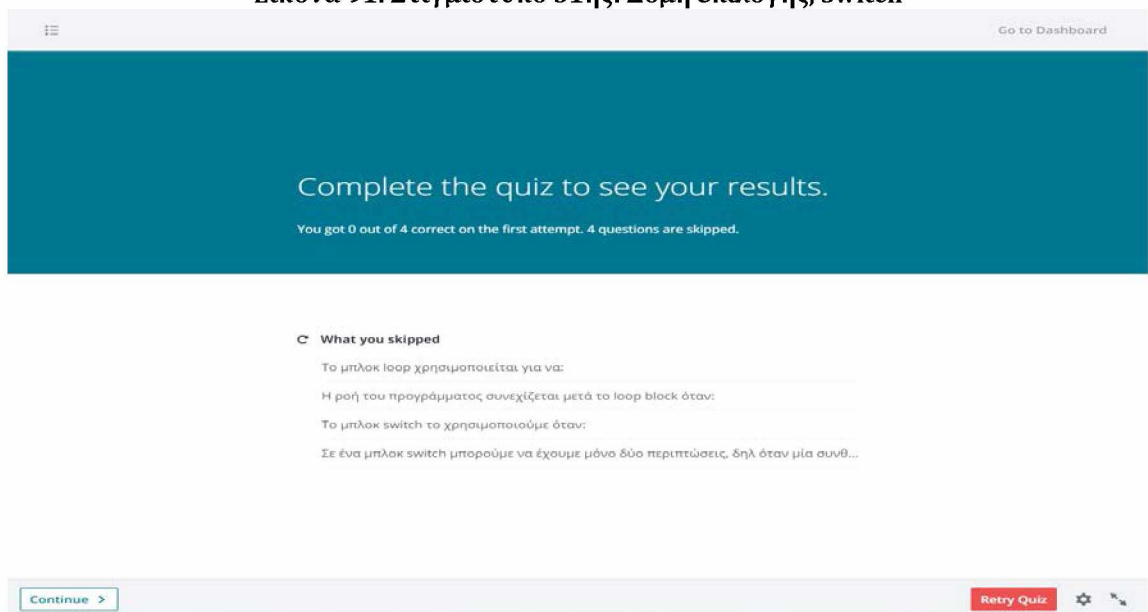 Go to Dashboard
Complete the quiz to see your results.
You got 0 out of 4 correct on the first attempt. 4 questions are skipped.
What you skipped
Το μπλοκ loop χρησιμοποιείται για να:
Η ροή του προγράμματος συνεχίζεται μετά το loop block όταν:
Το μπλοκ switch το χρησιμοποιούμε όταν:
Σε ένα μπλοκ switch μπορούμε να έχουμε μόνο δύο περιπτώσεις, δηλ όταν μία συνθ...
Continue >
Retry Quiz